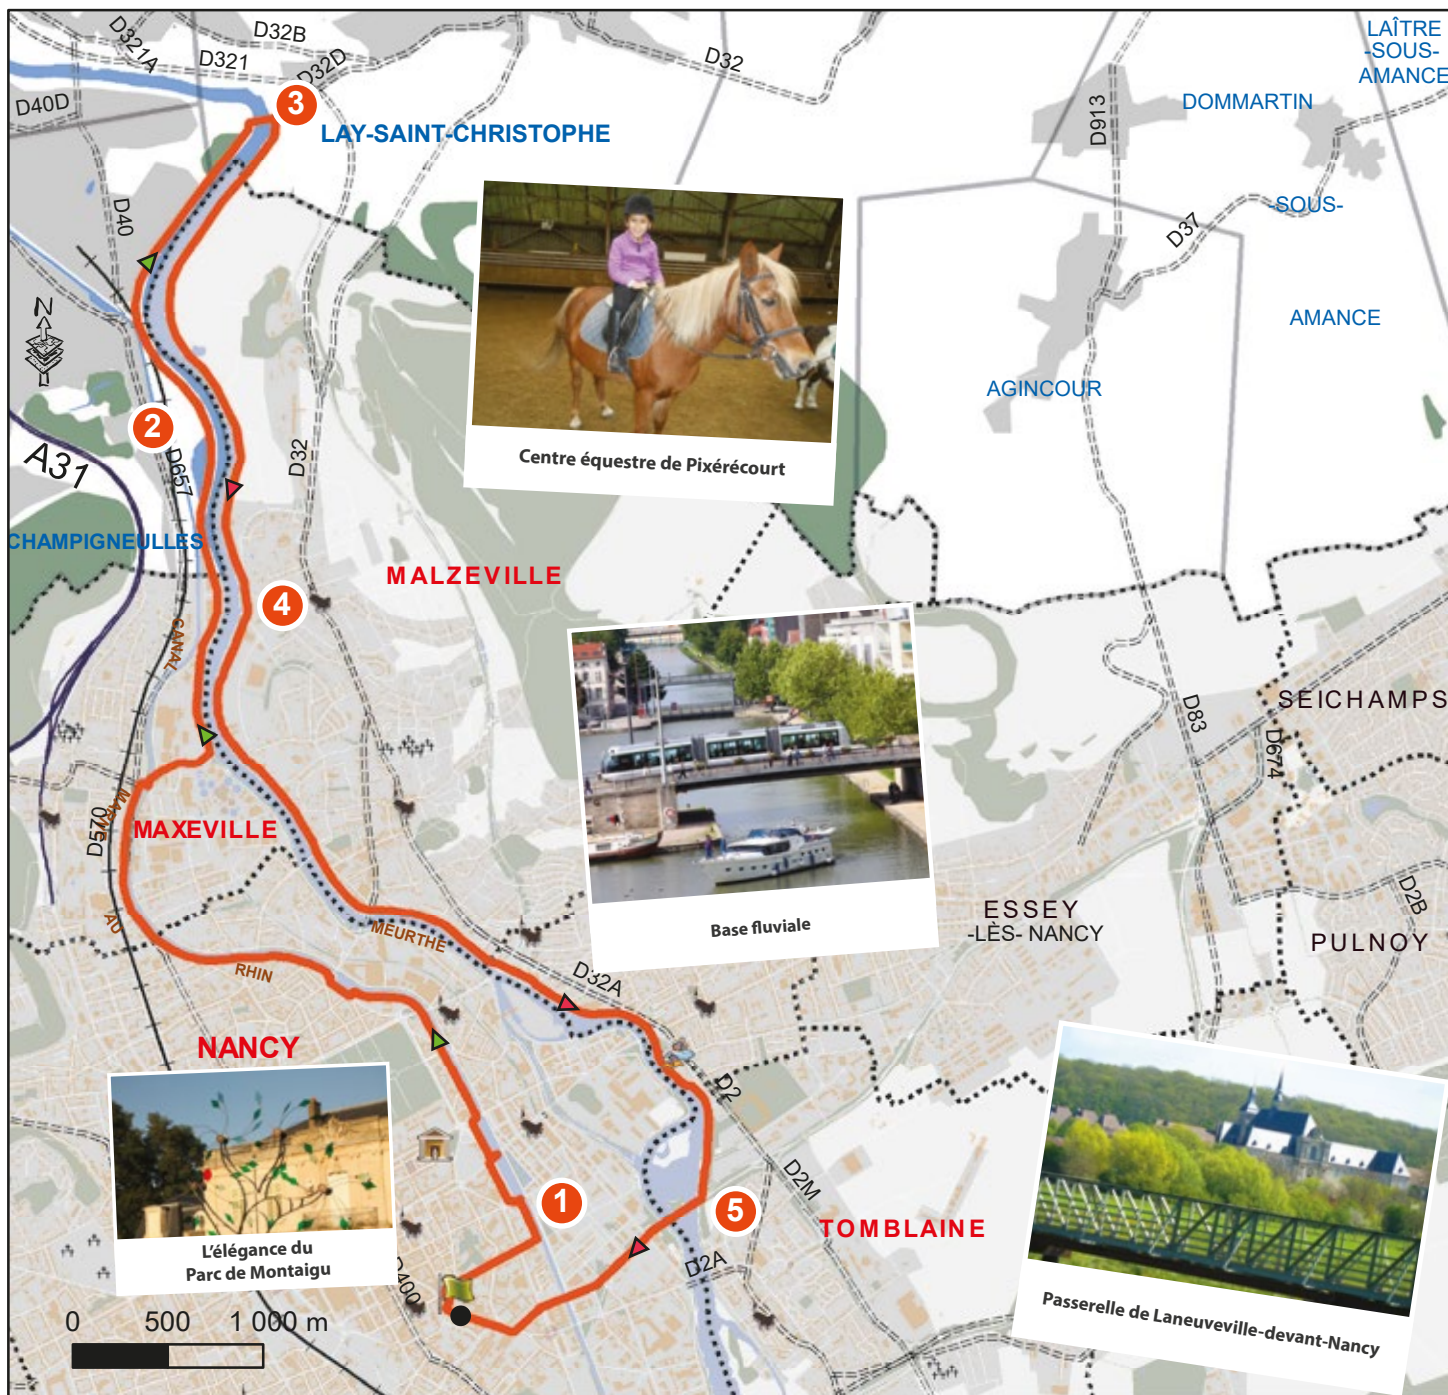 D321A
D32B
D321
D32D
D32
LAÎTRE
-SOUS-
AMANCE
D40D
3
LAY-SAINT-CHRISTOPHE
D913
DOMMARTIN
-SOUS-
D40
D37
AMANCE
N
AGINCOUR
2
A31
D657
D32
Centre équestre de Pixérécourt
CHAMPIGNEULLES
MALZEVILLE
4
CANAL
SEICHAMPS
D83
D674
D570
MAXEVILLE
AU
MEURTHE
RHIN
Base fluviale
ESSEY
-LÈS- NANCY
D2B
PULNOY
D32A
NANCY
D2
D2M
1
5
TOMBLAINE
L'élégance du
Parc de Montaigu
D400
D2A
Passerelle de Laneuveville-devant-Nancy
0 500 1 000 m